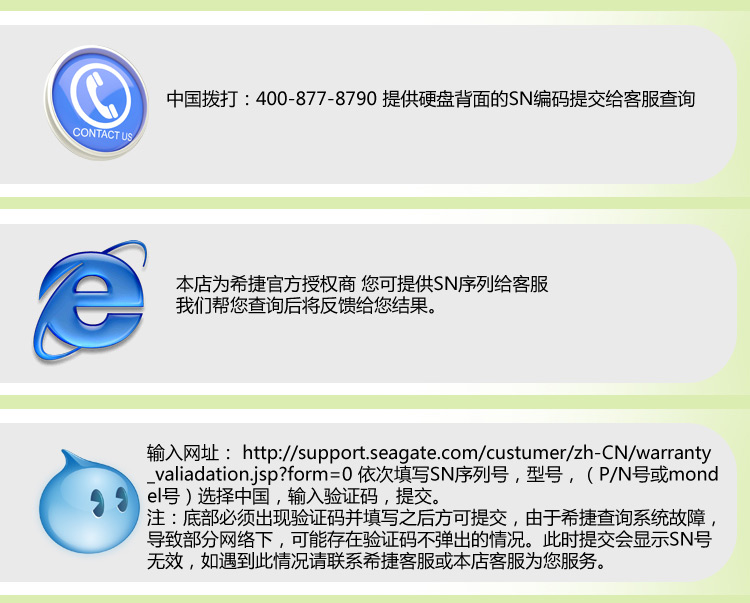 CONTACT US
中国拨打：400-877-8790 提供硬盘背面的SN编码提交给客服查询
本店为希捷官方授权商 您可提供SN序列给客服
我们帮您查询后将反馈给您结果。
输入网址： http://support.seagate.com/custumer/zh-CN/warranty
_valiadation.jsp?form=0 依次填写SN序列号，型号，（P/N号或mond
el号）选择中国，输入验证码，提交。
注：底部必须出现验证码并填写之后方可提交，由于希捷查询系统故障，
导致部分网络下，可能存在验证码不弹出的情况。此时提交会显示SN号
无效，如遇到此情况请联系希捷客服或本店客服为您服务。